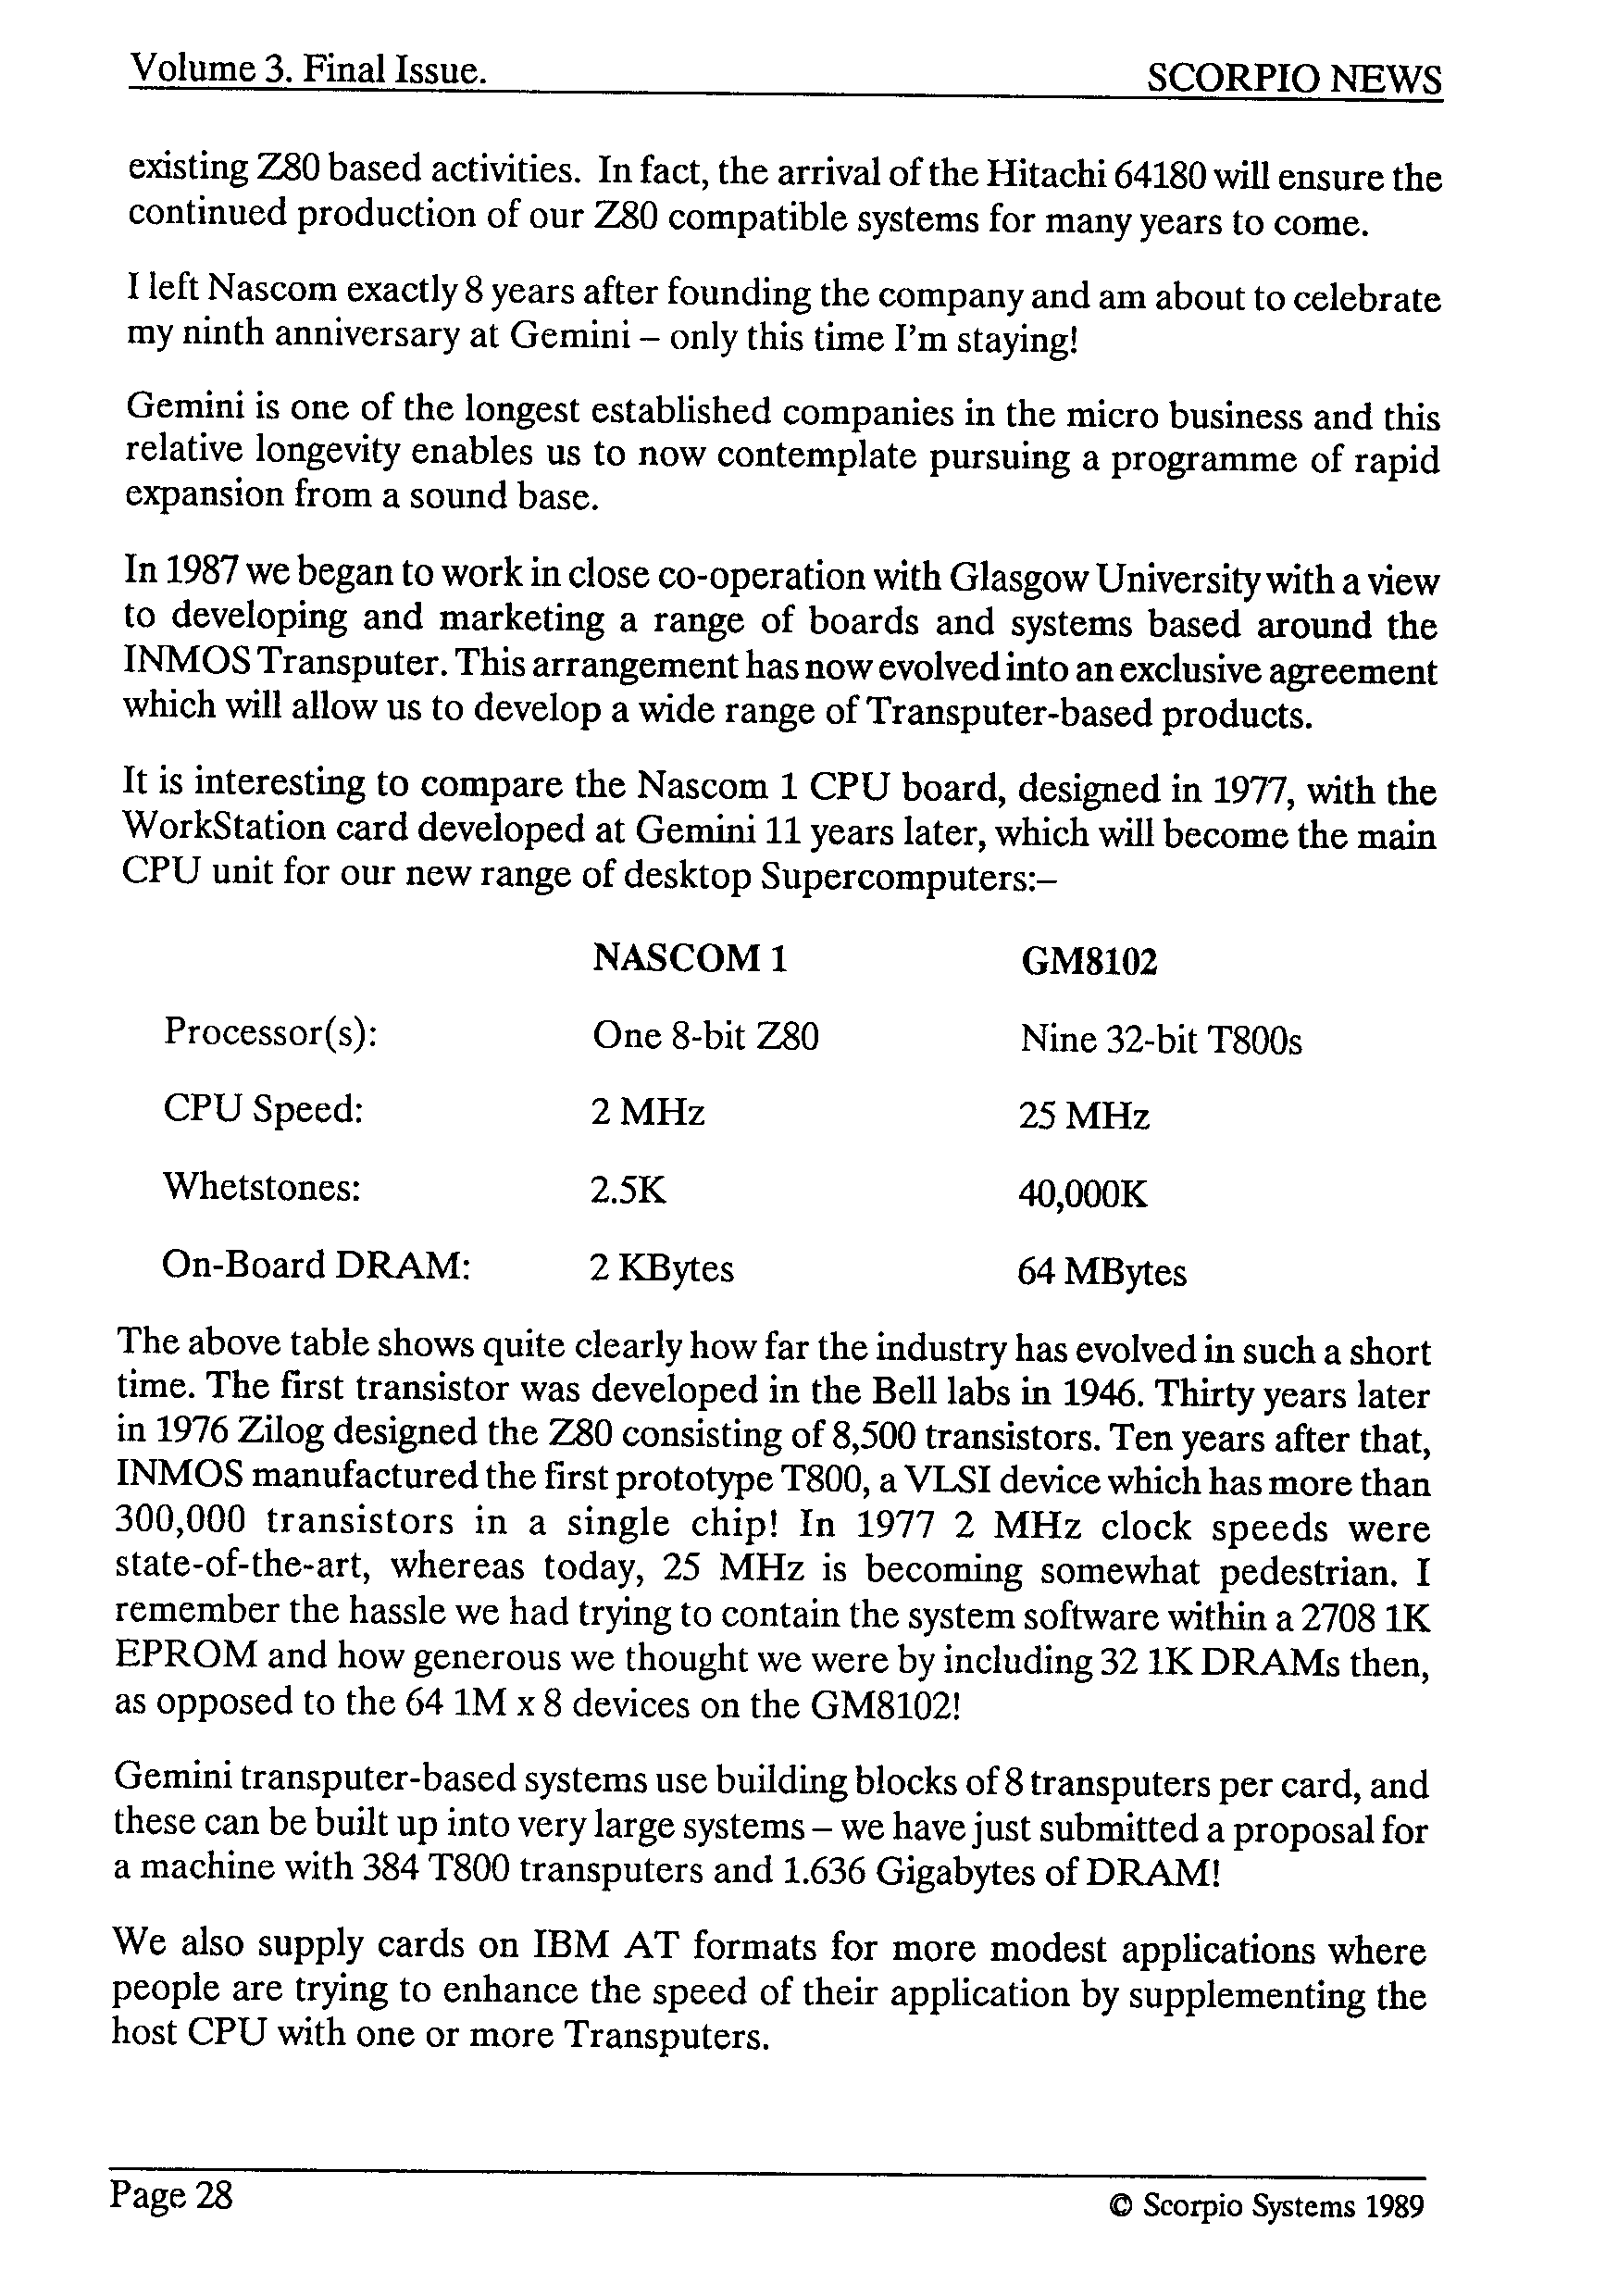 Volume 3. Final Issue. SCORPIO NEWS
existing Z80 based activities. In fact, the arrival of the Hitachi 64180 will ensure the
continued production of our Z80 compatible systems for many years to come.
I left Nascom exactly 8 years after founding the company and am about to celebrate
my ninth anniversary at Gemini – only this time I'm staying!
Gemini is one of the longest established companies in the micro business and this
relative longevity enables us to now contemplate pursuing a programme of rapid
expansion from a sound base.
In 1987 we began to work in close co-operation with Glasgow University with a view
to developing and marketing a range of boards and systems based around the
INMOS Transputer. This arrangement has now evolved into an exclusive agreement
which will allow us to develop a wide range of Transputer-based products.
It is interesting to compare the Nascom 1 CPU board, designed in 1977, with the
WorkStation card developed at Gemini 11 years later, which will become the main
CPU unit for our new range of desktop Supercomputers:–
NASCOM 1 GM8102
Processor(s): One 8-bit Z80 Nine 32-bit T800s
CPU Speed: 2 MHz 25 MHz
Whetstones: 2.5K 40,000K
On-Board DRAM: 2 KBytes 64 MBytes
The above table shows quite clearly how far the industry has evolved in such a short
time. The first transistor was developed in the Bell labs in 1946. Thirty years later
in 1976 Zilog designed the Z80 consisting of 8,500 transistors. Ten years after that,
INMOS manufactured the first prototype T800, a VLSI device which has more than
300,000 transistors in a single chip! In 1977 2 MHz clock speeds were
state-of-the-art, whereas today, 25 MHz is becoming somewhat pedestrian. I
remember the hassle we had trying to contain the system software within a 2708 1K
EPROM and how generous we thought we were by including 32 1K DRAMs then,
as opposed to the 64 1M x 8 devices on the GM8102!
Gemini transputer-based systems use building blocks of 8 transputers per card, and
these can be built up into very large systems – we have just submitted a proposal for
a machine with 384 T800 transputers and 1.636 Gigabytes of DRAM!
We also supply cards on IBM AT formats for more modest applications where
people are trying to enhance the speed of their application by supplementing the
host CPU with one or more Transputers.
Page 28 © Scorpio Systems 1989